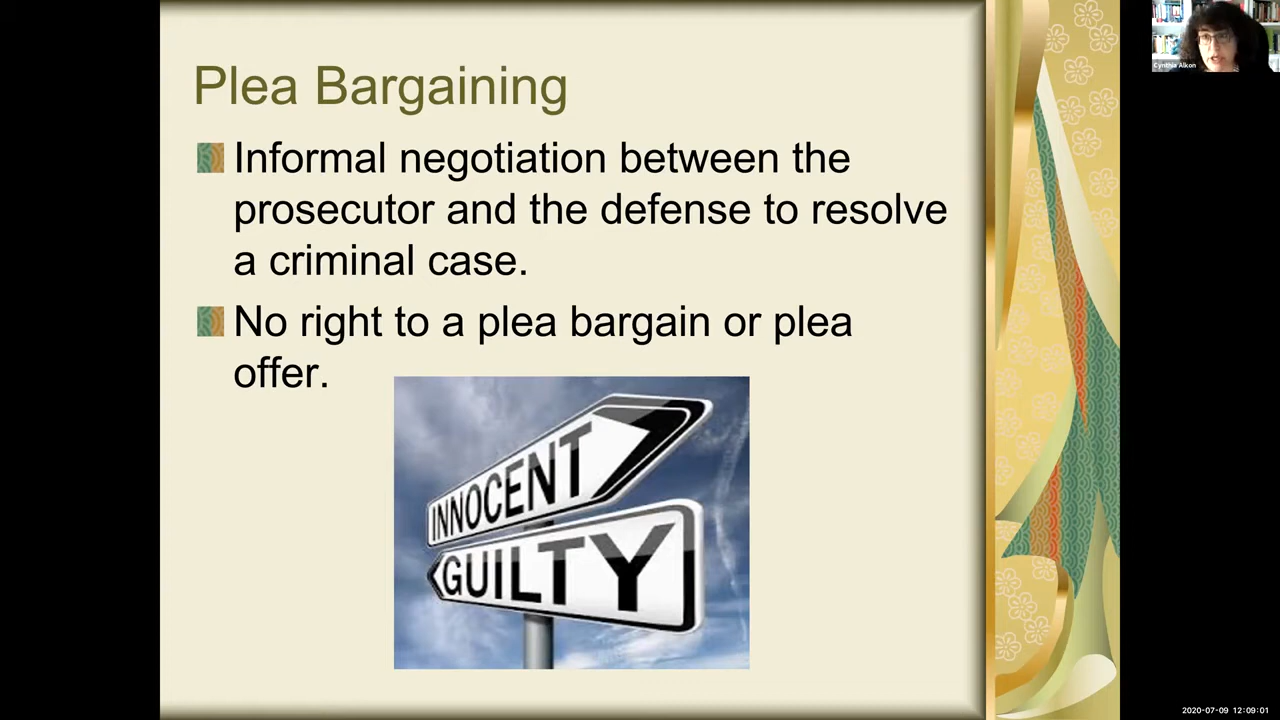 Plea Bargaining
Informal negotiation between the
prosecutor and the defense to resolve
a criminal case.
No right to a plea bargain or plea
offer.
INNOCENT
GUILTY
Cynthia Alkon
2020-07-09 12:09:01